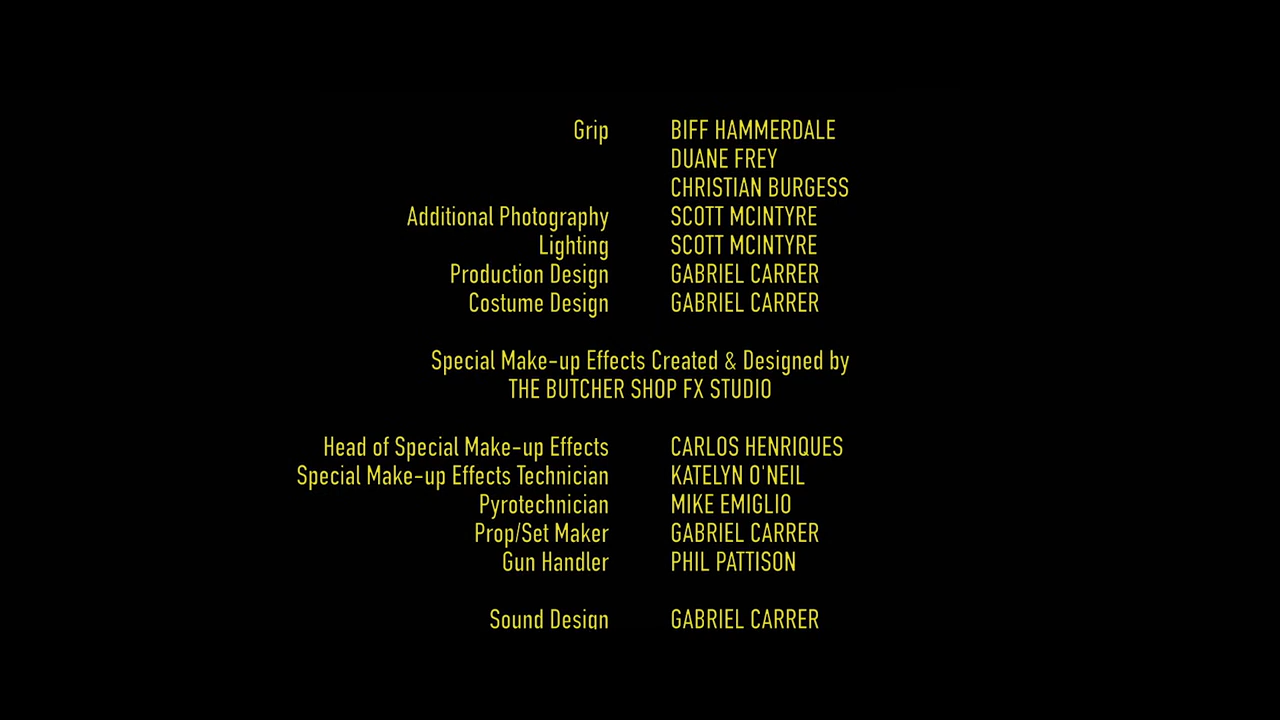 Grip BIFF HAMMERDALE
DUANE FREY
CHRISTIAN BURGESS
Additional Photography SCOTT MCINTYRE
Lighting SCOTT MCINTYRE
Production Design GABRIEL CARRER
Costume Design GABRIEL CARRER
Special Make-up Effects Created & Designed by
THE BUTCHER SHOP FX STUDIO
Head of Special Make-up Effects CARLOS HENRIQUES
Special Make-up Effects Technician KATELYN O'NEIL
Pyrotechnician MIKE EMIGLIO
Prop/Set Maker GABRIEL CARRER
Gun Handler PHIL PATTISON
Sound Design GABRIEL CARRER